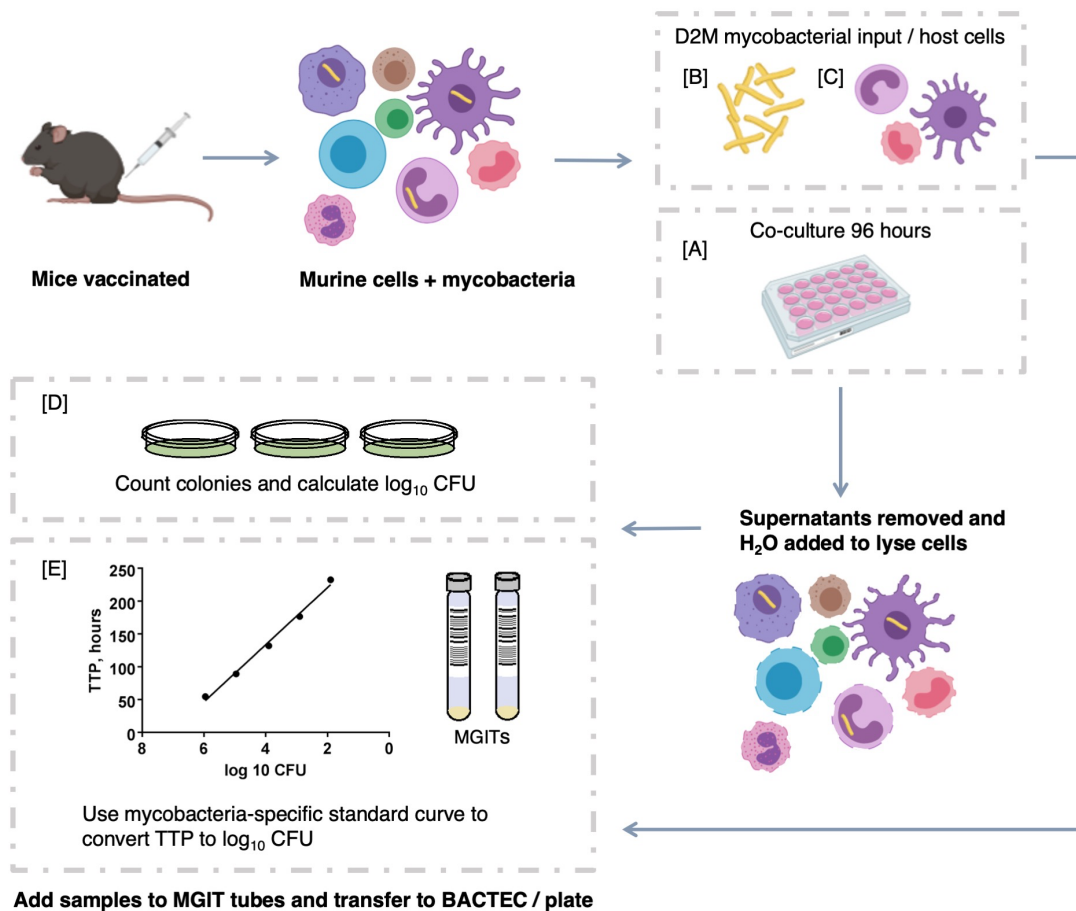 D2M mycobacterial input / host cells
[B]
[C]
Mice vaccinated
Murine cells + mycobacteria
Co-culture 96 hours
[A]
[D]
Count colonies and calculate log₁₀ CFU
Supernatants removed and
H₂O added to lyse cells
[E]
250
200
150
100
50
0
TTP, hours
8
6
4
2
0
log 10 CFU
MGITs
Use mycobacteria-specific standard curve to
convert TTP to log₁₀ CFU
Add samples to MGIT tubes and transfer to BACTEC / plate